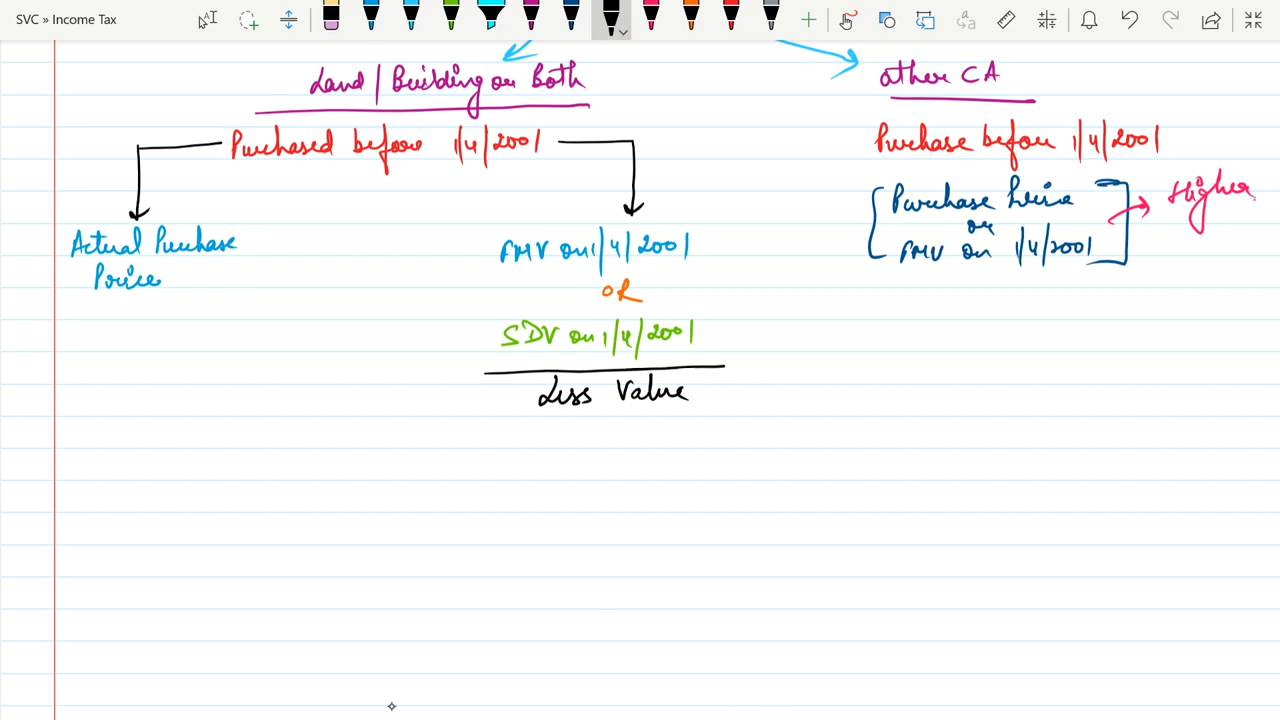 SVC » Income Tax
Land / Building or Both
other CA
Purchased before 1/4/2001
Purchase before 1/4/2001
Purchase Price
or
FMV on 1/4/2001
Higher
Actual Purchase
Price
FMV on 1/4/2001
OR
SDV on 1/4/2001
Less Value